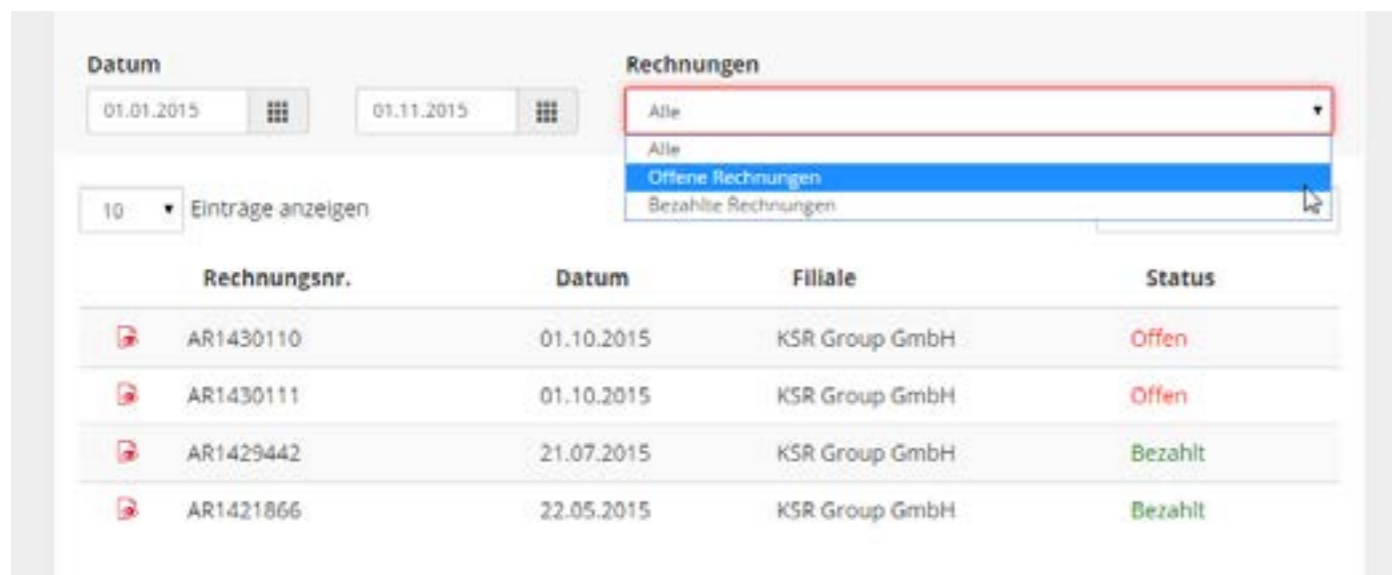 Datum Rechnungen
01.01.2015 01.11.2015 Alle
Alle
Offene Rechnungen
10 Einträge anzeigen Bezahlte Rechnungen
Rechnungsnr. Datum Filiale Status
AR1430110 01.10.2015 KSR Group GmbH Offen
AR1430111 01.10.2015 KSR Group GmbH Offen
AR1429442 21.07.2015 KSR Group GmbH Bezahlt
AR1421866 22.05.2015 KSR Group GmbH Bezahlt